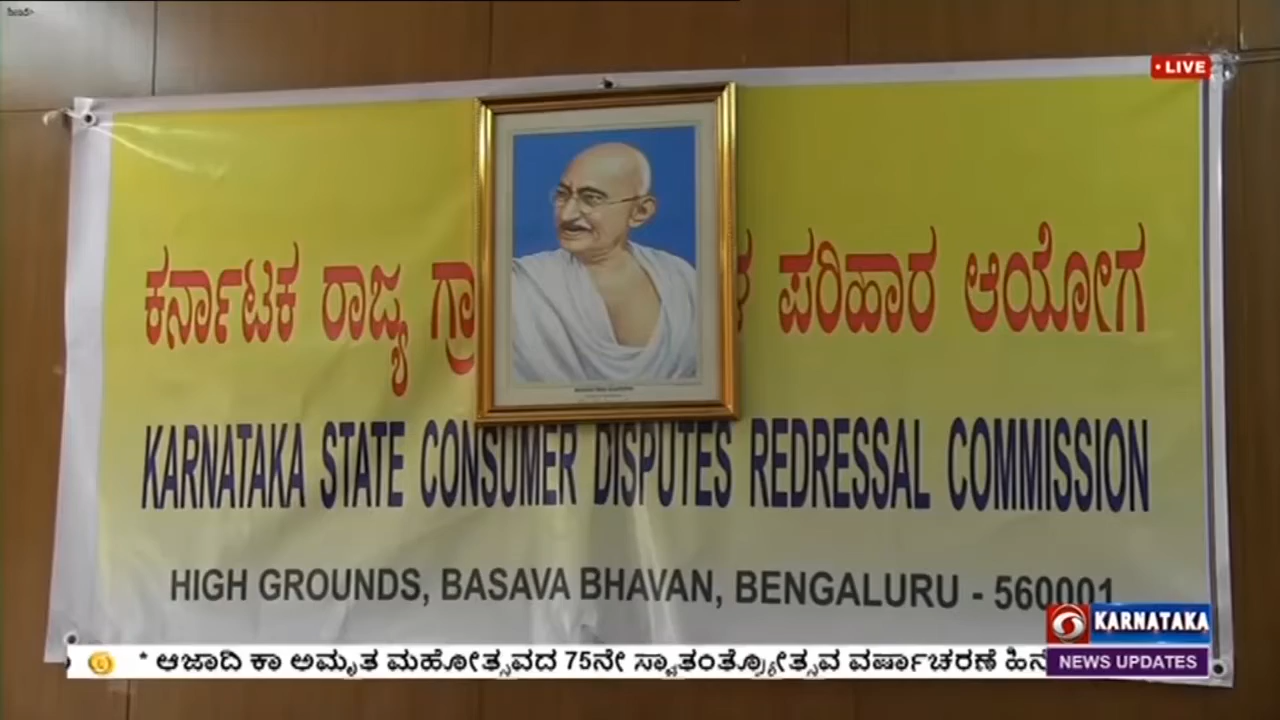 LIVE
ಕರ್ನಾಟಕ ರಾಜ್ಯ ಗ್ರಾ ಪರಿಹಾರ ಆಯೋಗ
KARNATAKA STATE CONSUMER DISPUTES REDRESSAL COMMISSION
HIGH GROUNDS, BASAVA BHAVAN, BENGALURU - 560001
KARNATAKA
* ಆಜಾದಿ ಕಾ ಅಮೃತ ಮಹೋತ್ಸವದ 75ನೇ ಸ್ವಾತಂತ್ರ್ಯೋತ್ಸವ ವರ್ಷಾಚರಣೆ ಹಿನೆ
NEWS UPDATES